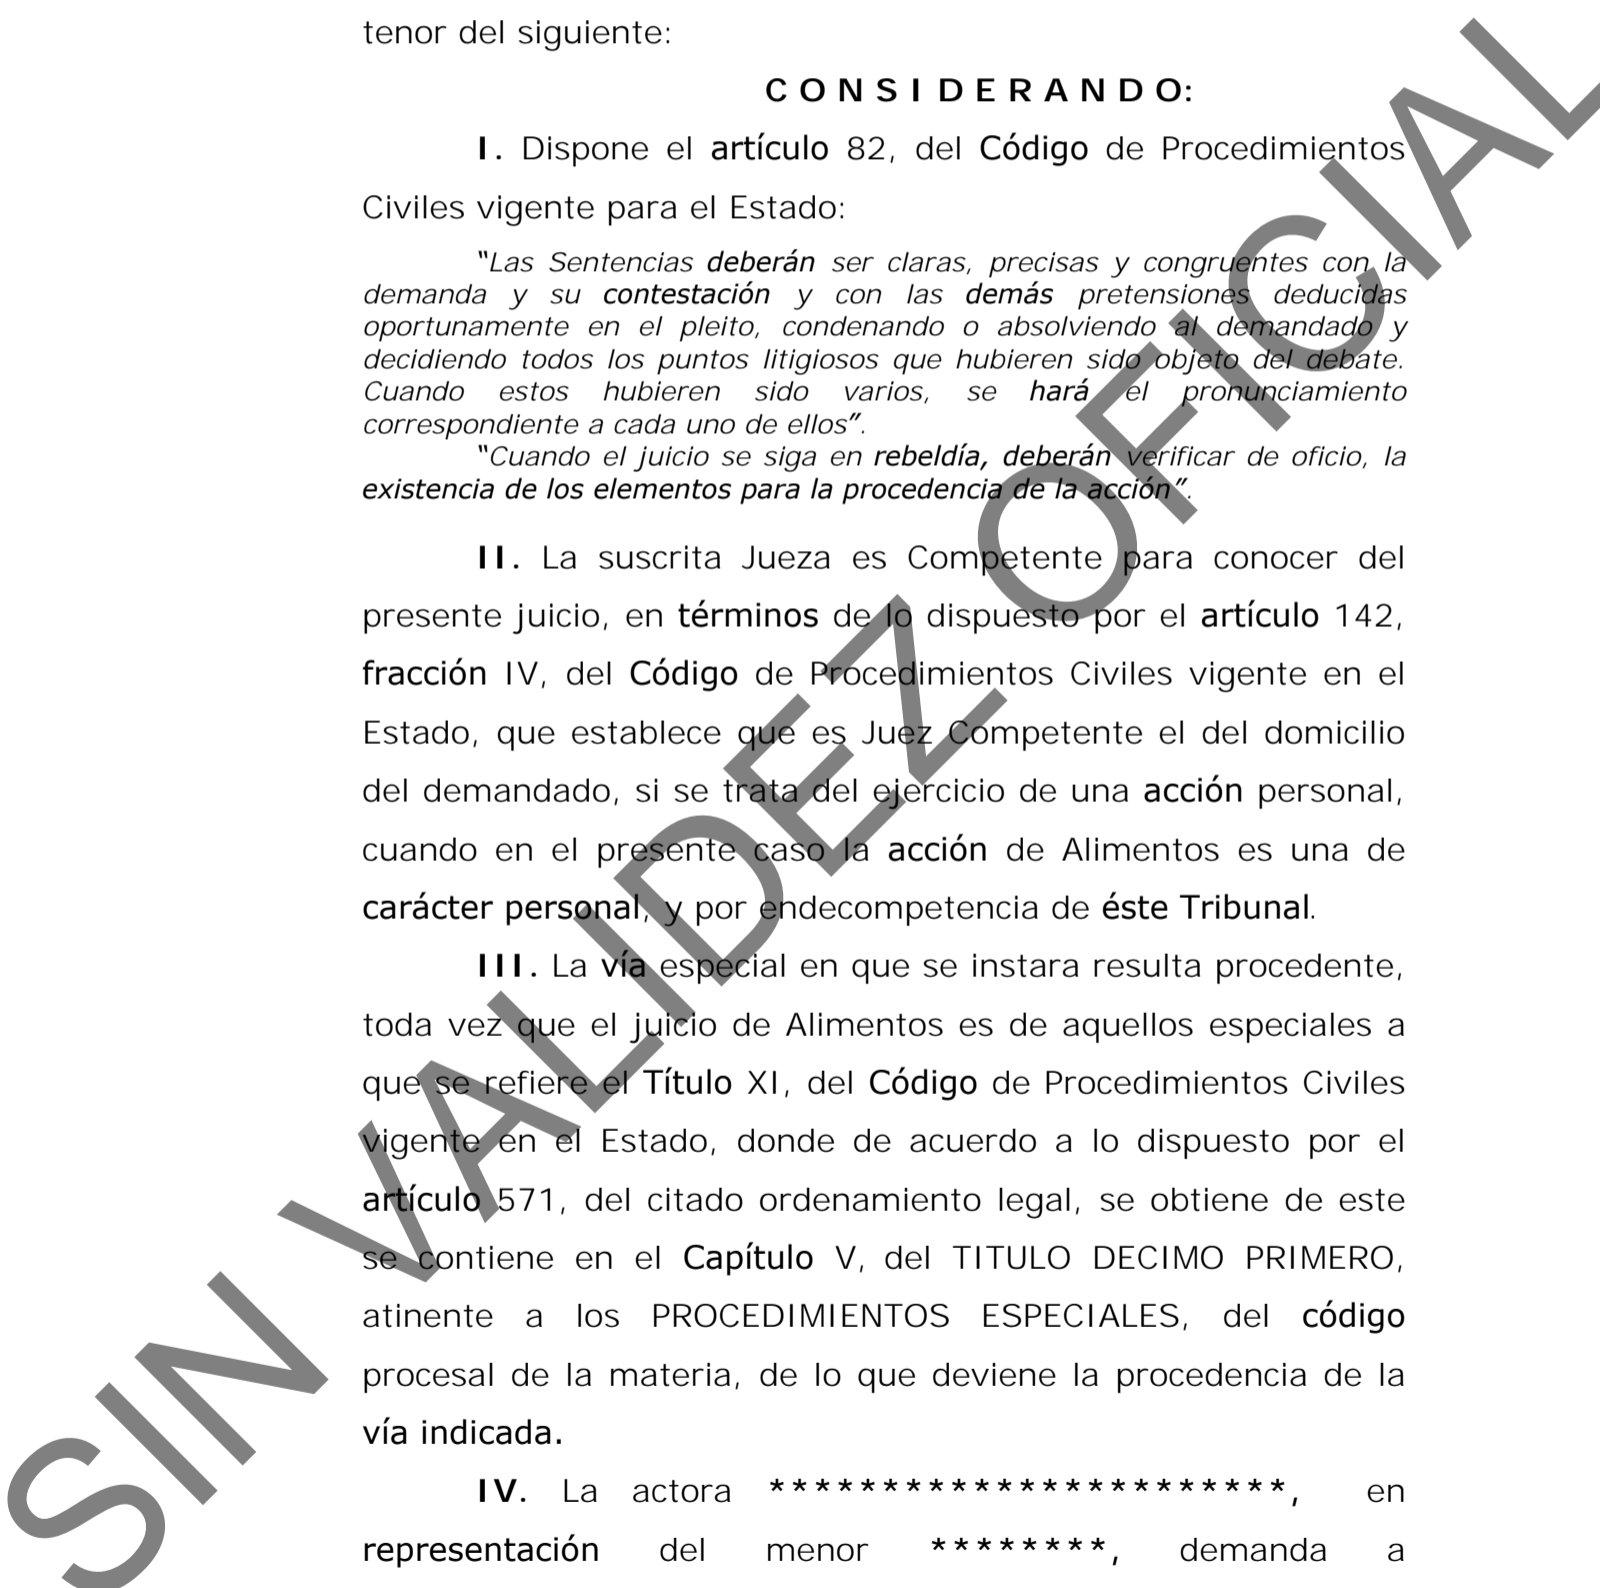 tenor del siguiente:
C O N S I D E R A N D O:
I. Dispone el artículo 82, del Código de Procedimientos
Civiles vigente para el Estado:
“Las Sentencias deberán ser claras, precisas y congruentes con la
demanda y su contestación y con las demás pretensiones deducidas
oportunamente en el pleito, condenando o absolviendo al demandado y
decidiendo todos los puntos litigiosos que hubieren sido objeto del debate.
Cuando estos hubieren sido varios, se hará el pronunciamiento
correspondiente a cada uno de ellos”.
“Cuando el juicio se siga en rebeldía, deberán verificar de oficio, la
existencia de los elementos para la procedencia de la acción”.
II. La suscrita Jueza es Competente para conocer del
presente juicio, en términos de lo dispuesto por el artículo 142,
fracción IV, del Código de Procedimientos Civiles vigente en el
Estado, que establece que es Juez Competente el del domicilio
del demandado, si se trata del ejercicio de una acción personal,
cuando en el presente caso la acción de Alimentos es una de
carácter personal, y por endecompetencia de éste Tribunal.
III. La vía especial en que se instara resulta procedente,
toda vez que el juicio de Alimentos es de aquellos especiales a
que se refiere el Título XI, del Código de Procedimientos Civiles
vigente en el Estado, donde de acuerdo a lo dispuesto por el
artículo 571, del citado ordenamiento legal, se obtiene de este
se contiene en el Capítulo V, del TITULO DECIMO PRIMERO,
atinente a los PROCEDIMIENTOS ESPECIALES, del código
procesal de la materia, de lo que deviene la procedencia de la
vía indicada.
IV. La actora ***********************, en
representación del menor ********, demanda a
SIN VALIDEZ OFICIAL